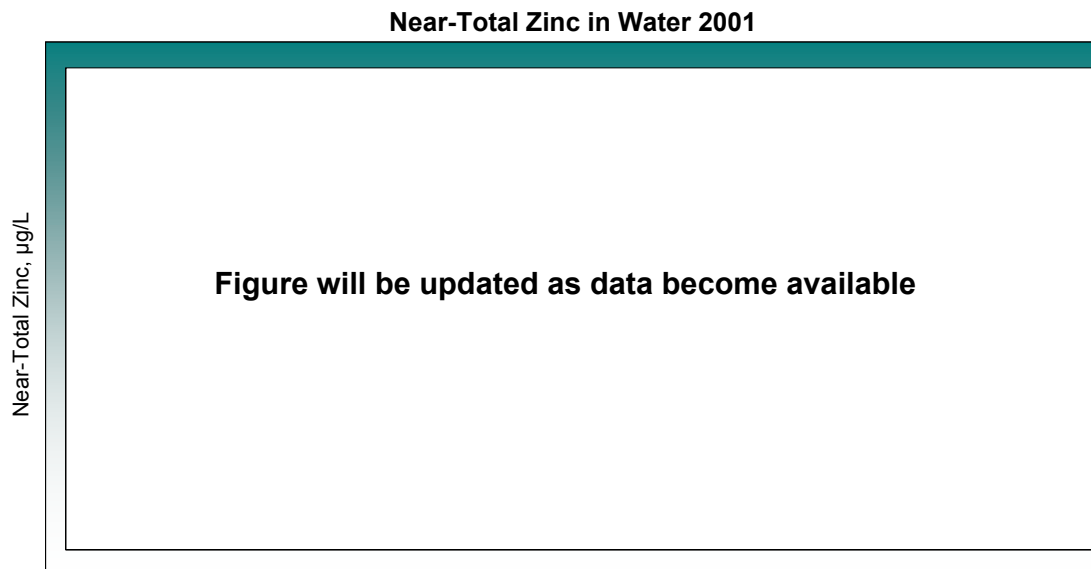 Near-Total Zinc in Water 2001
Near-Total Zinc, µg/L
Figure will be updated as data become available